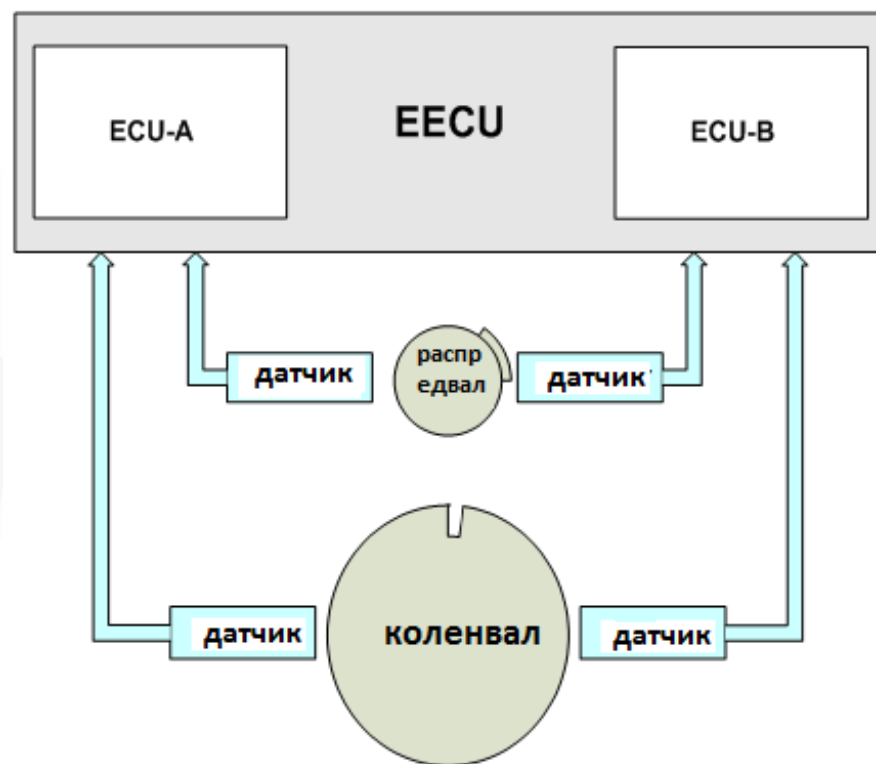 EECU
ECU-A
ECU-B
распр
едвал
датчик
датчик
коленвал
датчик
датчик